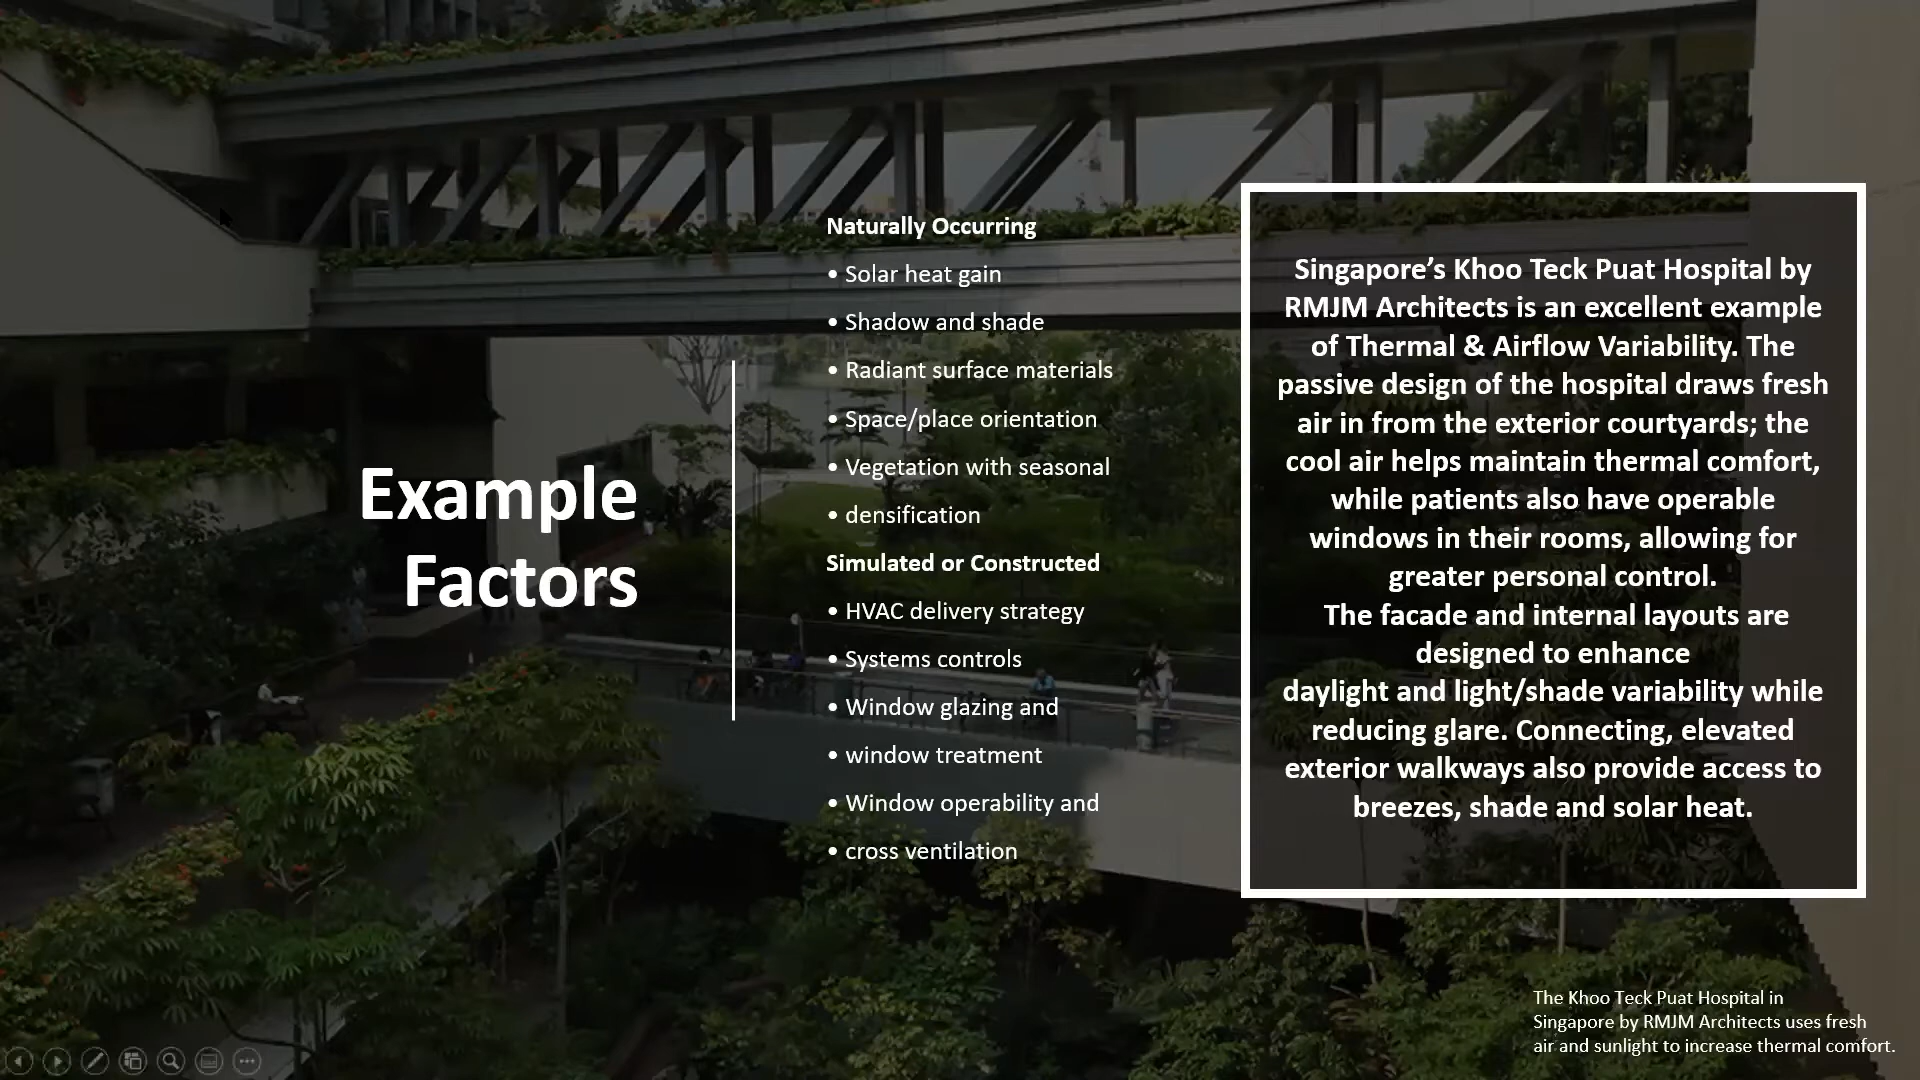 Example
Factors
Naturally Occurring
• Solar heat gain
• Shadow and shade
• Radiant surface materials
• Space/place orientation
• Vegetation with seasonal
• densification
Simulated or Constructed
• HVAC delivery strategy
• Systems controls
• Window glazing and
• window treatment
• Window operability and
• cross ventilation
Singapore’s Khoo Teck Puat Hospital by
RMJM Architects is an excellent example
of Thermal & Airflow Variability. The
passive design of the hospital draws fresh
air in from the exterior courtyards; the
cool air helps maintain thermal comfort,
while patients also have operable
windows in their rooms, allowing for
greater personal control.
The facade and internal layouts are
designed to enhance
daylight and light/shade variability while
reducing glare. Connecting, elevated
exterior walkways also provide access to
breezes, shade and solar heat.
The Khoo Teck Puat Hospital in
Singapore by RMJM Architects uses fresh
air and sunlight to increase thermal comfort.